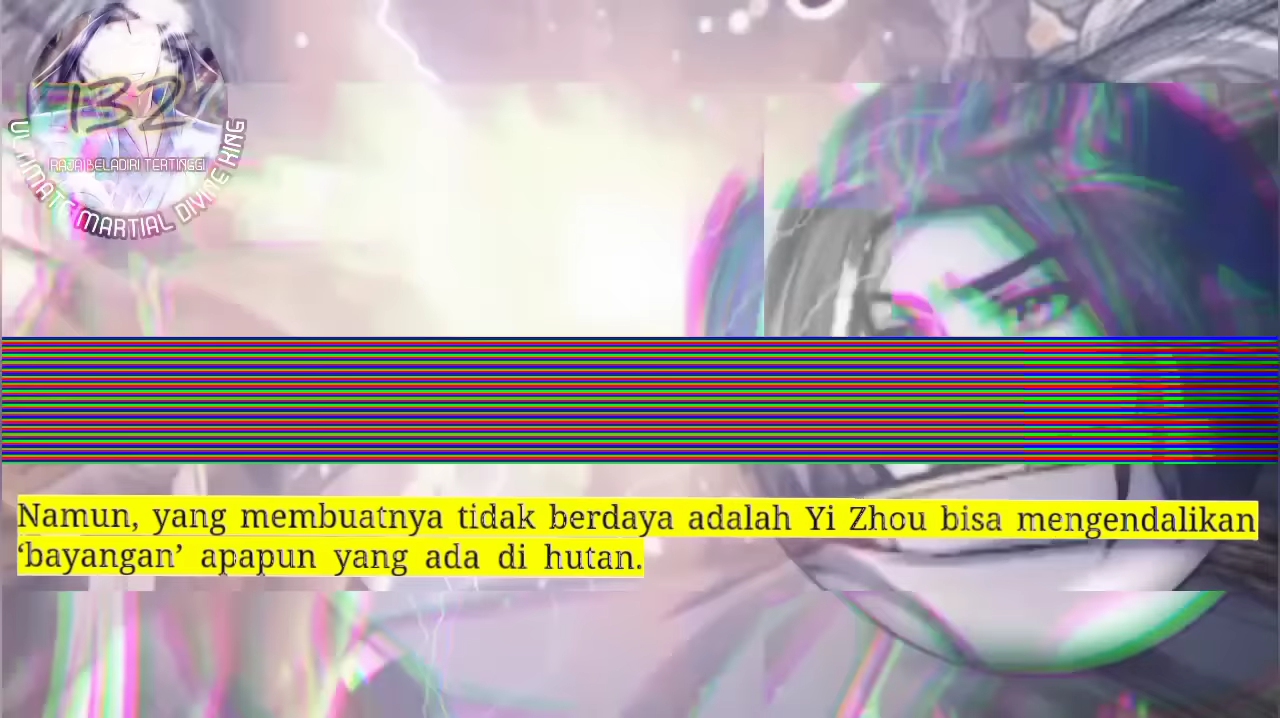 132
RAJA BELADIRI TERTINGGI
ULTIMATE MARTIAL DIVINE KING
Namun, yang membuatnya tidak berdaya adalah Yi Zhou bisa mengendalikan
‘bayangan’ apapun yang ada di hutan.